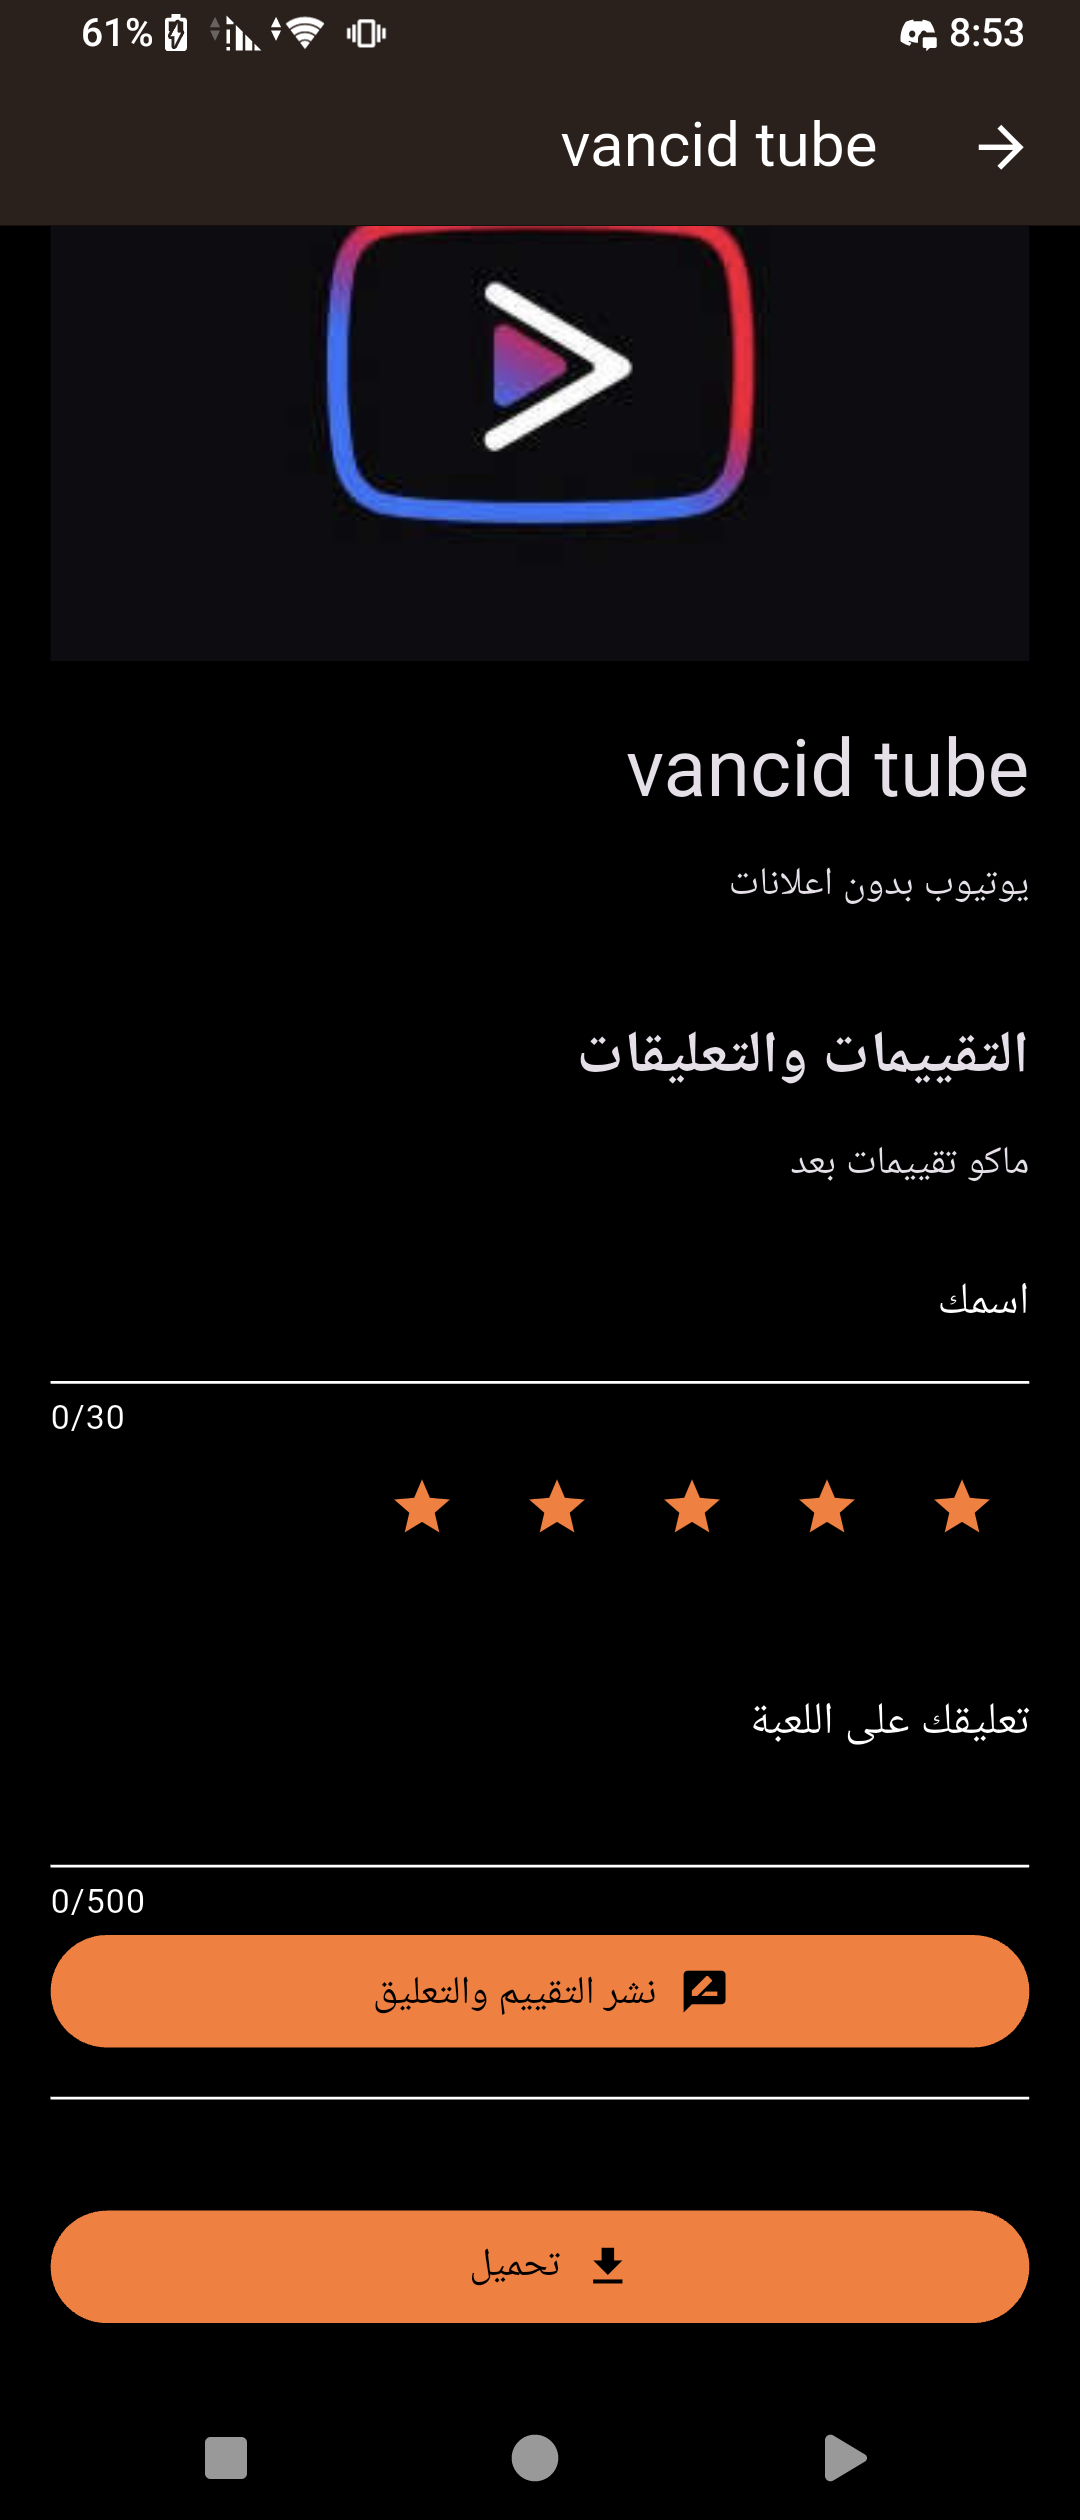 61%
8:53
vancid tube
vancid tube
يوتيوب بدون اعلانات
التقييمات والتعليقات
ماكو تقييمات بعد
اسمك
0/30
تعليقك على اللعبة
0/500
نشر التقييم والتعليق
تحميل